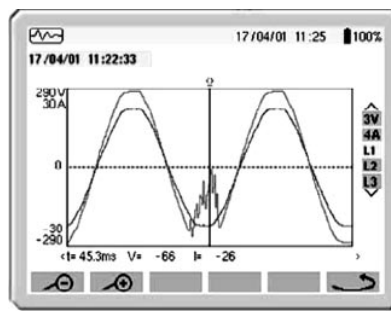 17/04/01 11:25 100%
17/04/01 11:22:33
290V
30A
3V
4A
0
L1
L2
L3
-30
-290
<t= 45.3ms V= -66 I= -26 >